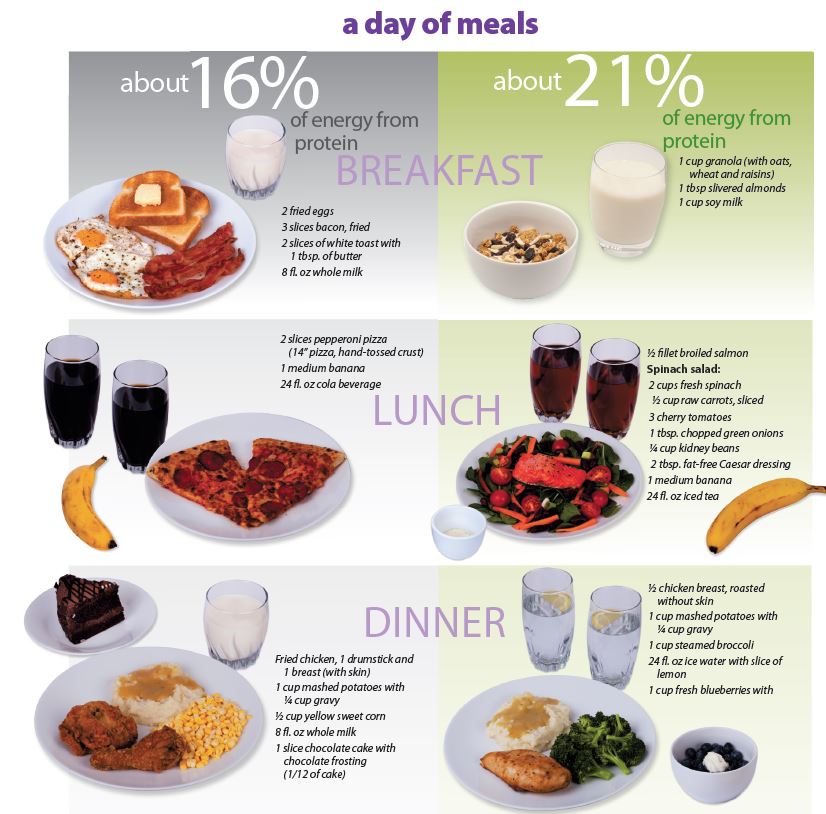 a day of meals
about 16%
of energy from
protein
about 21%
of energy from
protein
BREAKFAST
2 fried eggs
3 slices bacon, fried
2 slices of white toast with
1 tbsp. of butter
8 fl. oz whole milk
1 cup granola (with oats,
wheat and raisins)
1 tbsp slivered almonds
1 cup soy milk
LUNCH
2 slices pepperoni pizza
(14" pizza, hand-tossed crust)
1 medium banana
24 fl. oz cola beverage
½ fillet broiled salmon
Spinach salad:
2 cups fresh spinach
½ cup raw carrots, sliced
3 cherry tomatoes
1 tbsp. chopped green onions
¼ cup kidney beans
2 tbsp. fat-free Caesar dressing
1 medium banana
24 fl. oz iced tea
DINNER
Fried chicken, 1 drumstick and
1 breast (with skin)
1 cup mashed potatoes with
¼ cup gravy
½ cup yellow sweet corn
8 fl. oz whole milk
1 slice chocolate cake with
chocolate frosting
(1/12 of cake)
½ chicken breast, roasted
without skin
1 cup mashed potatoes with
¼ cup gravy
1 cup steamed broccoli
24 fl. oz ice water with slice of
lemon
1 cup fresh blueberries with